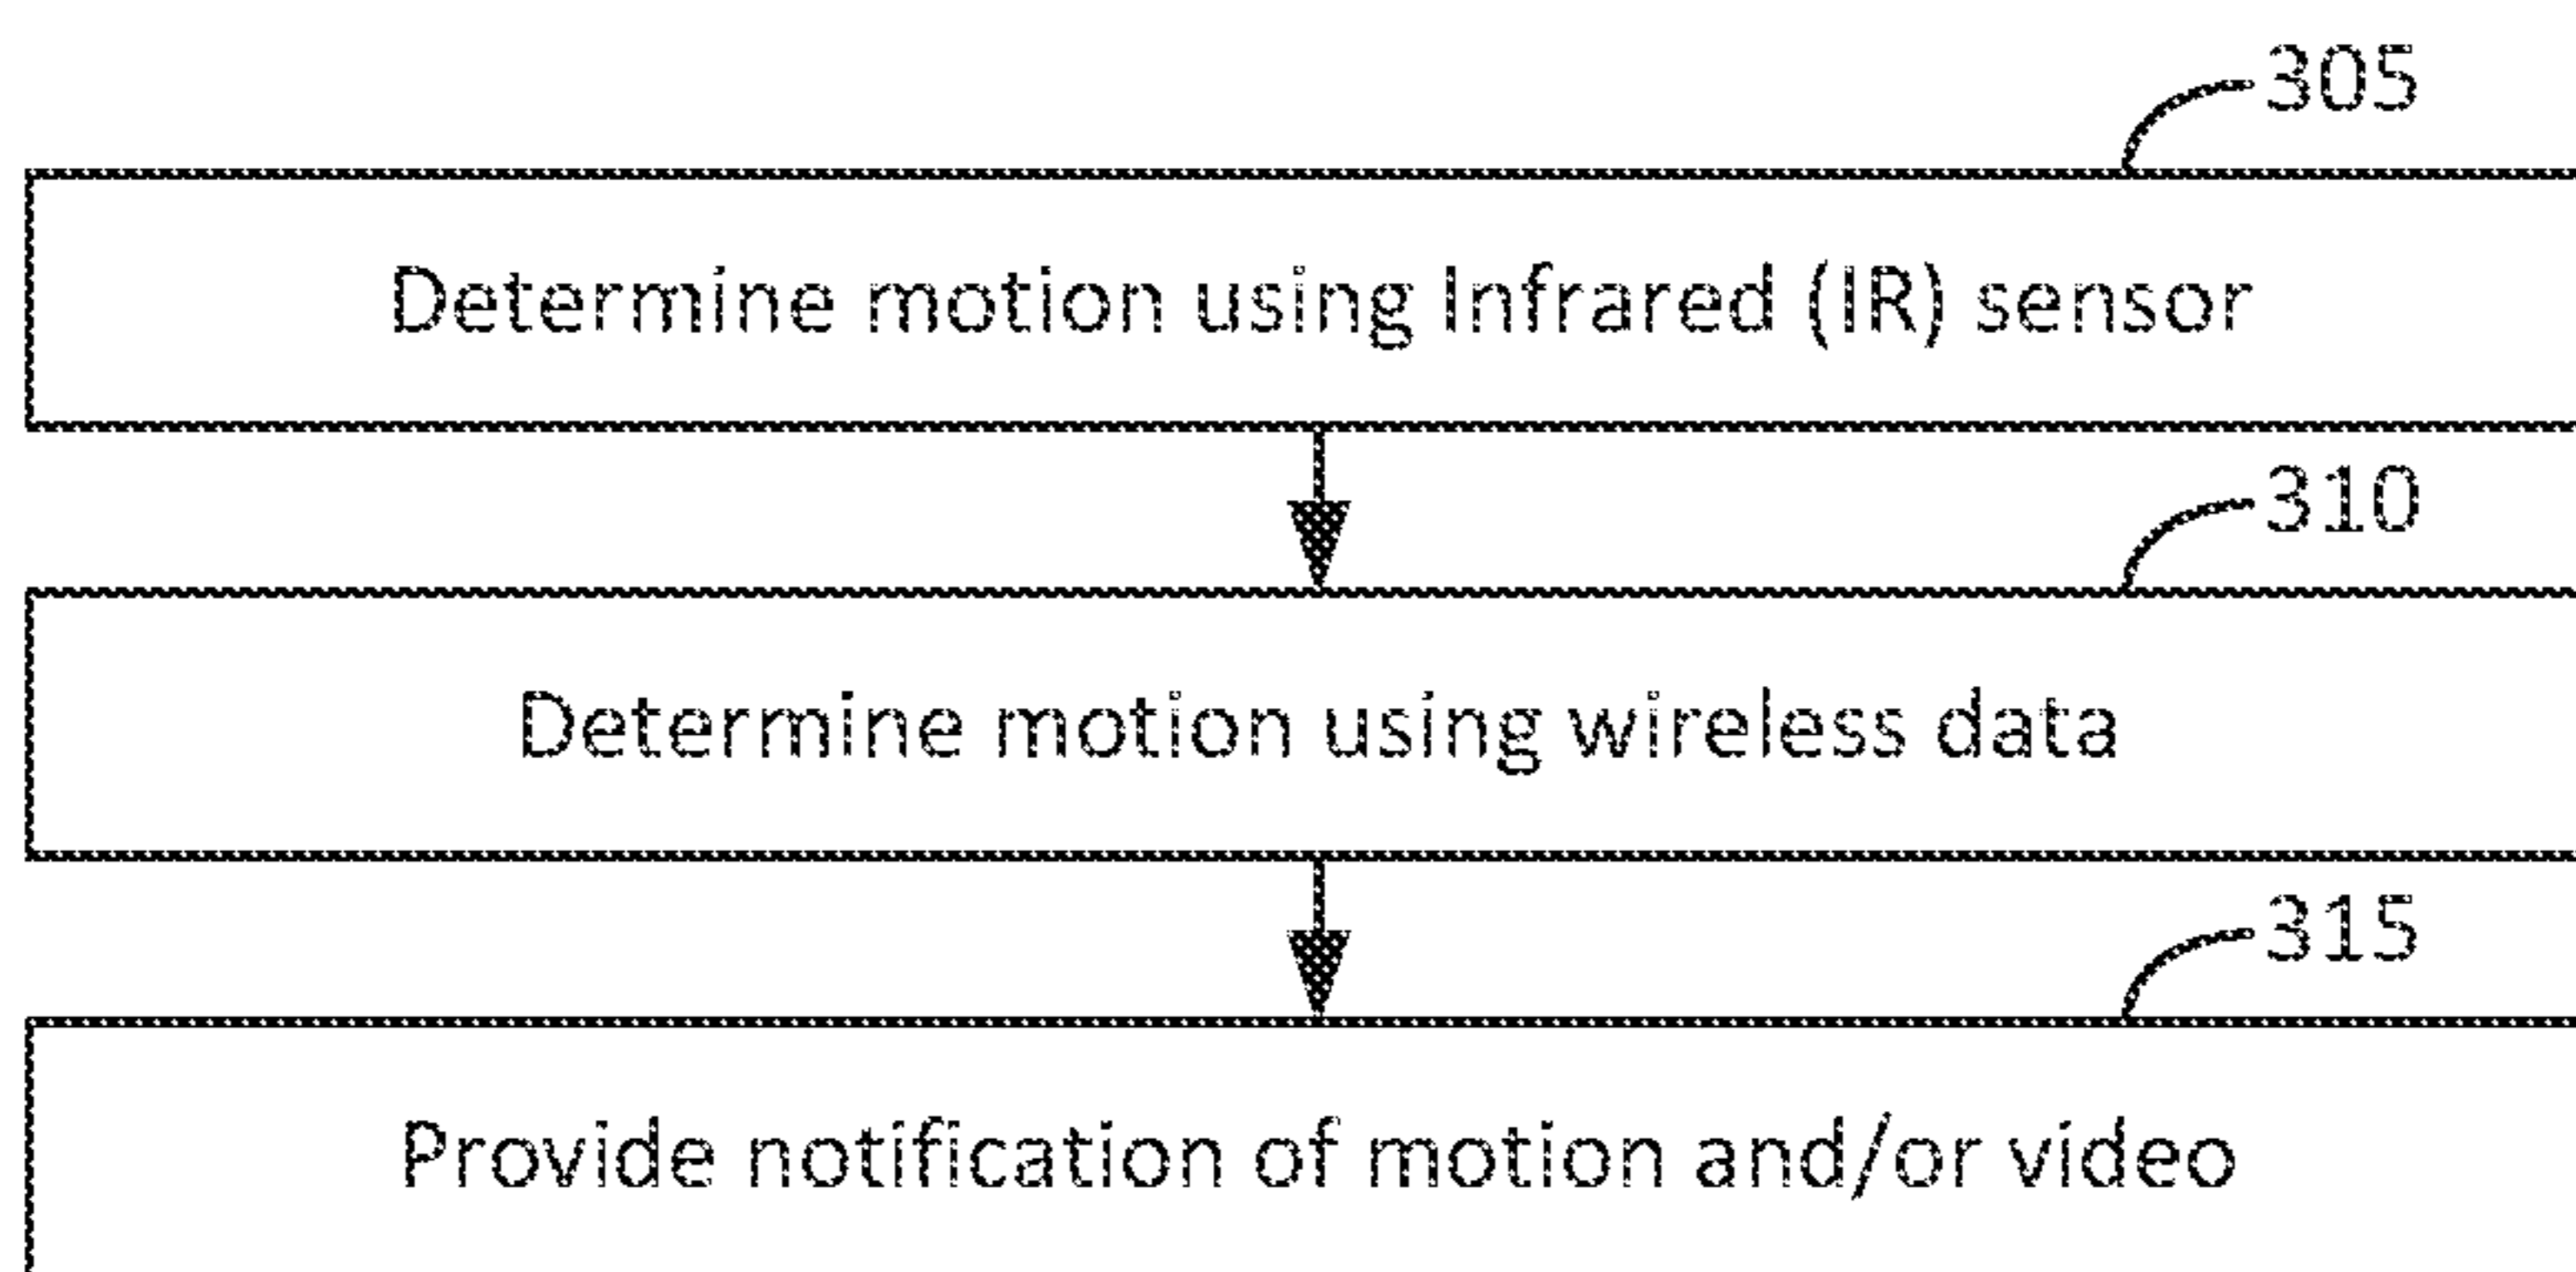 305
Determine motion using Infrared (IR) sensor
310
Determine motion using wireless data
315
Provide notification of motion and/or video